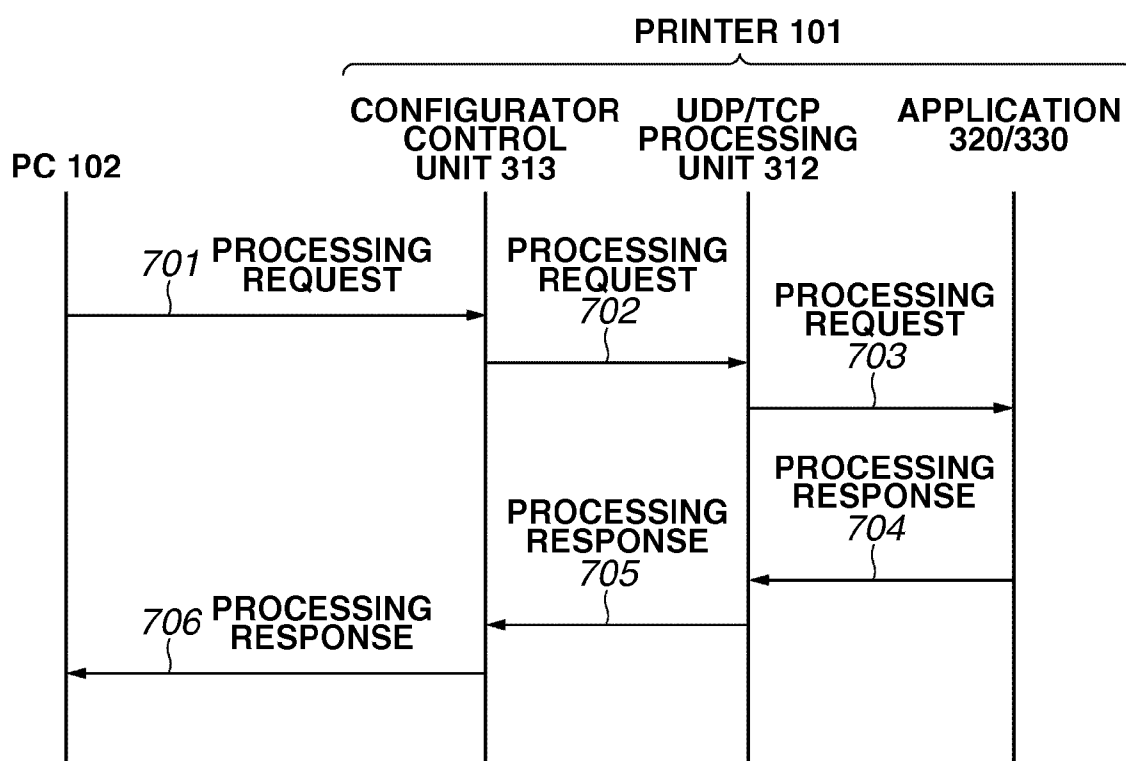 PRINTER 101
CONFIGURATOR
CONTROL
UNIT 313
UDP/TCP
PROCESSING
UNIT 312
APPLICATION
320/330
PC 102
701
PROCESSING
REQUEST
PROCESSING
REQUEST
702
PROCESSING
REQUEST
703
PROCESSING
RESPONSE
704
PROCESSING
RESPONSE
705
706
PROCESSING
RESPONSE